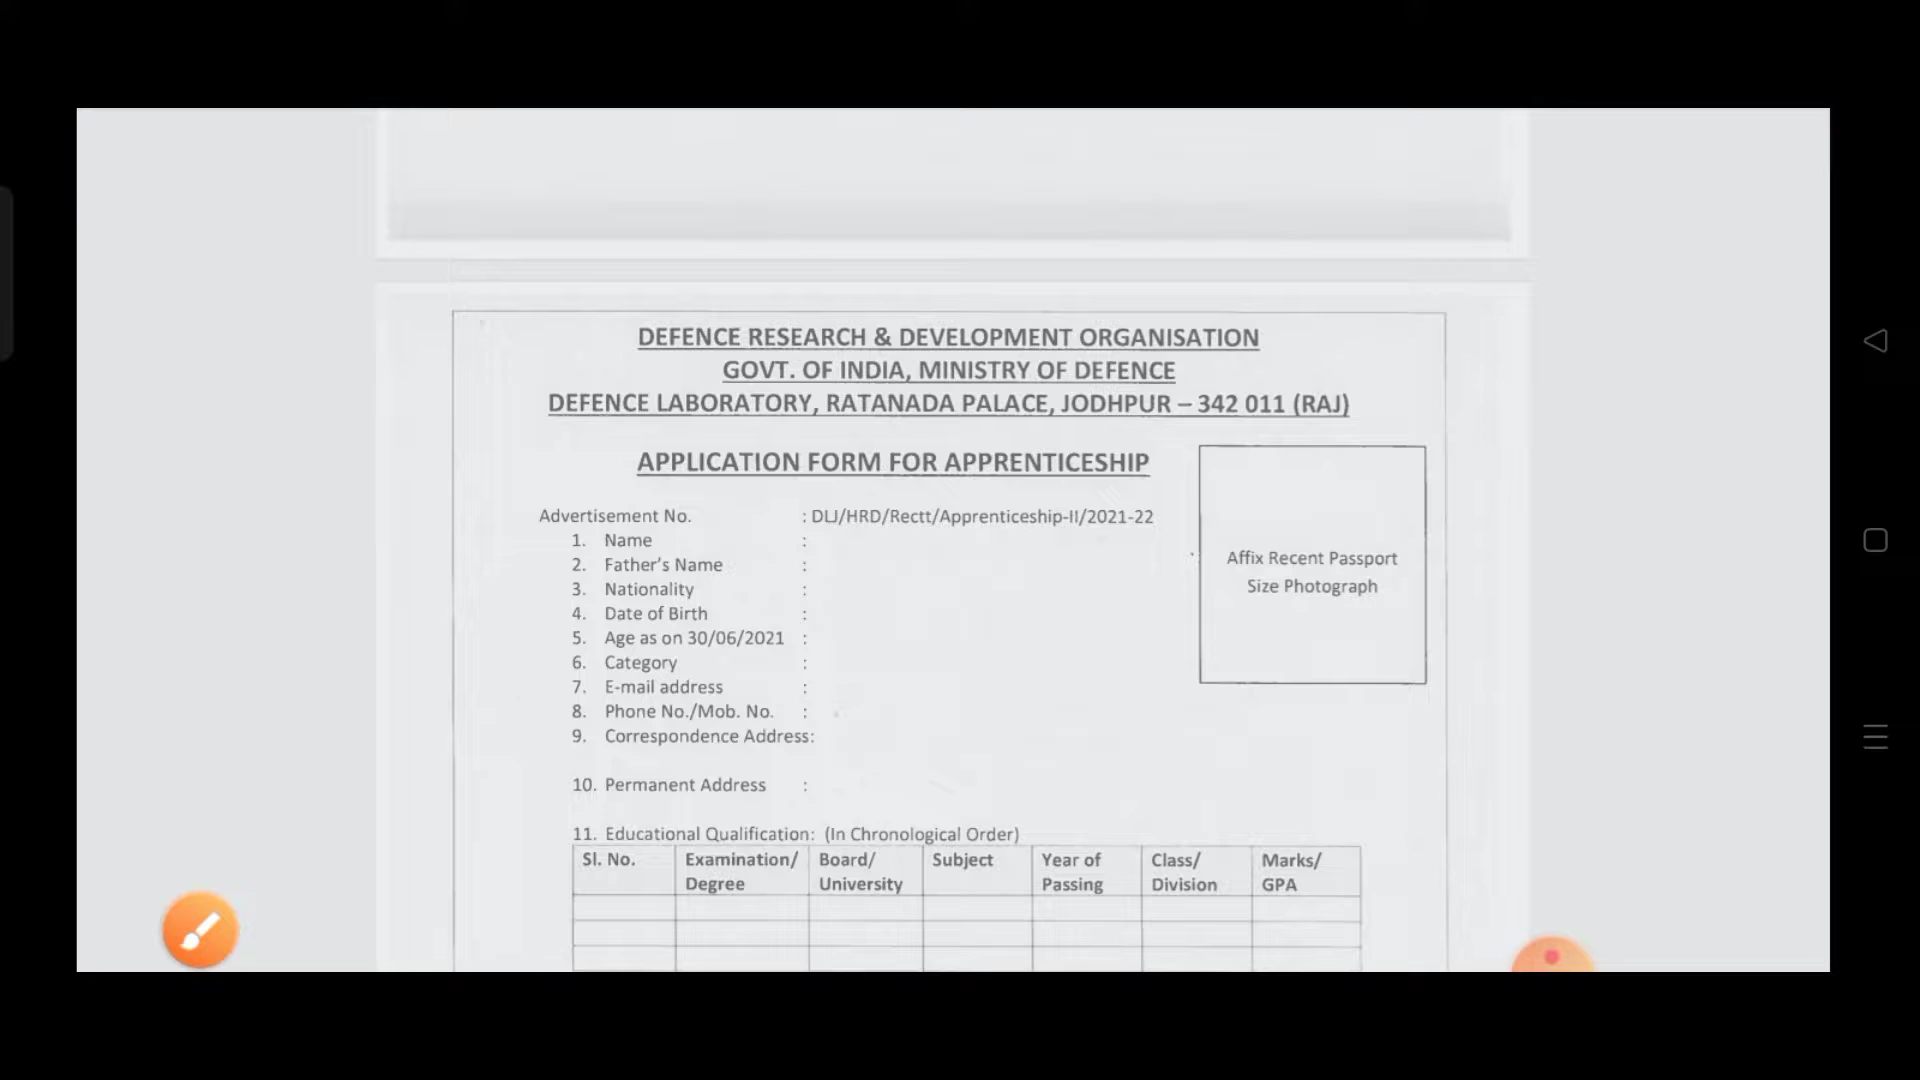 DEFENCE RESEARCH & DEVELOPMENT ORGANISATION
GOVT. OF INDIA, MINISTRY OF DEFENCE
DEFENCE LABORATORY, RATANADA PALACE, JODHPUR – 342 011 (RAJ)
APPLICATION FORM FOR APPRENTICESHIP
Affix Recent Passport
Size Photograph
Advertisement No. : DLJ/HRD/Rectt/Apprenticeship-II/2021-22
1. Name :
2. Father's Name :
3. Nationality :
4. Date of Birth :
5. Age as on 30/06/2021 :
6. Category :
7. E-mail address :
8. Phone No./Mob. No. :
9. Correspondence Address:
10. Permanent Address :
11. Educational Qualification: (In Chronological Order)
Sl. No. Examination/ Board/ Subject Year of Class/ Marks/
Degree University Passing Division GPA